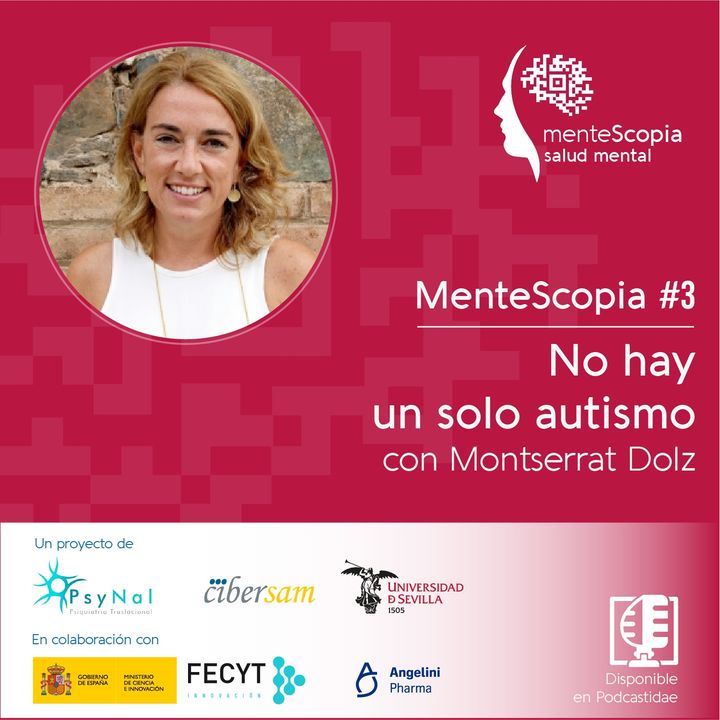 menteScopia
salud mental
MenteScopia #3
No hay
un solo autismo
con Montserrat Dolz
Un proyecto de
PsyNal
Psiquiatría Traslacional
cibersam
UNIVERSIDAD
D SEVILLA
1505
En colaboración con
GOBIERNO
DE ESPAÑA
MINISTERIO
DE CIENCIA
E INNOVACIÓN
FECYT
INNOVACIÓN
Angelini
Pharma
Disponible
en Podcastidae